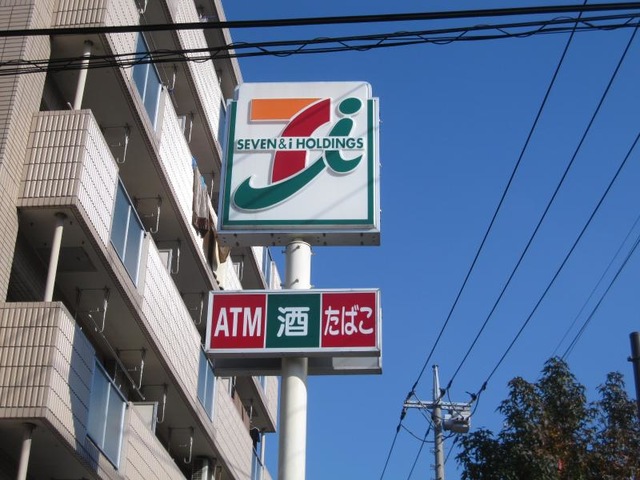 7i
SEVEN & i HOLDINGS
ATM 酒 たばこ